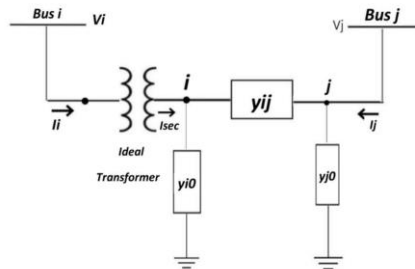 Bus i
Vi
Vj
Bus j
i
j
yij
Ii
Isec
Ij
Ideal
Transformer
yi0
yj0